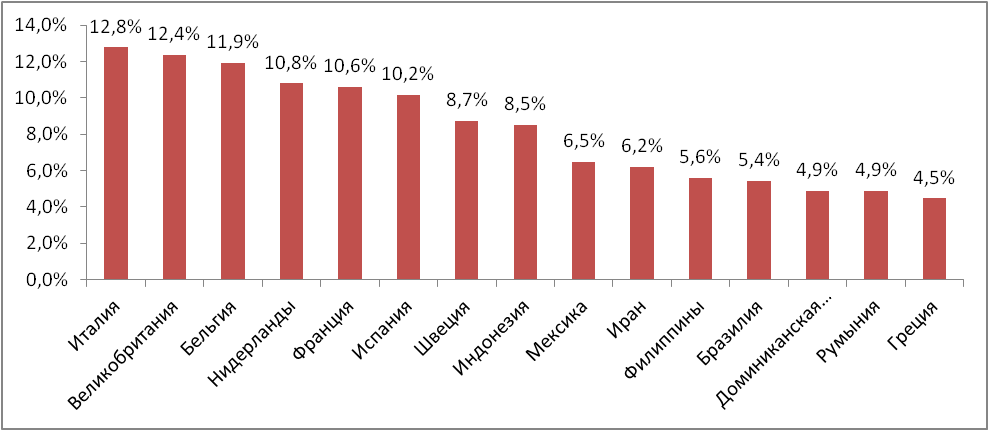 14,0%
12,0%
10,0%
8,0%
6,0%
4,0%
2,0%
0,0%
12,8%
12,4%
11,9%
10,8%
10,6%
10,2%
8,7%
8,5%
6,5%
6,2%
5,6%
5,4%
4,9%
4,9%
4,5%
Италия
Великобритания
Бельгия
Нидерланды
Франция
Испания
Швеция
Индонезия
Мексика
Иран
Филиппины
Бразилия
Доминиканская...
Румыния
Греция